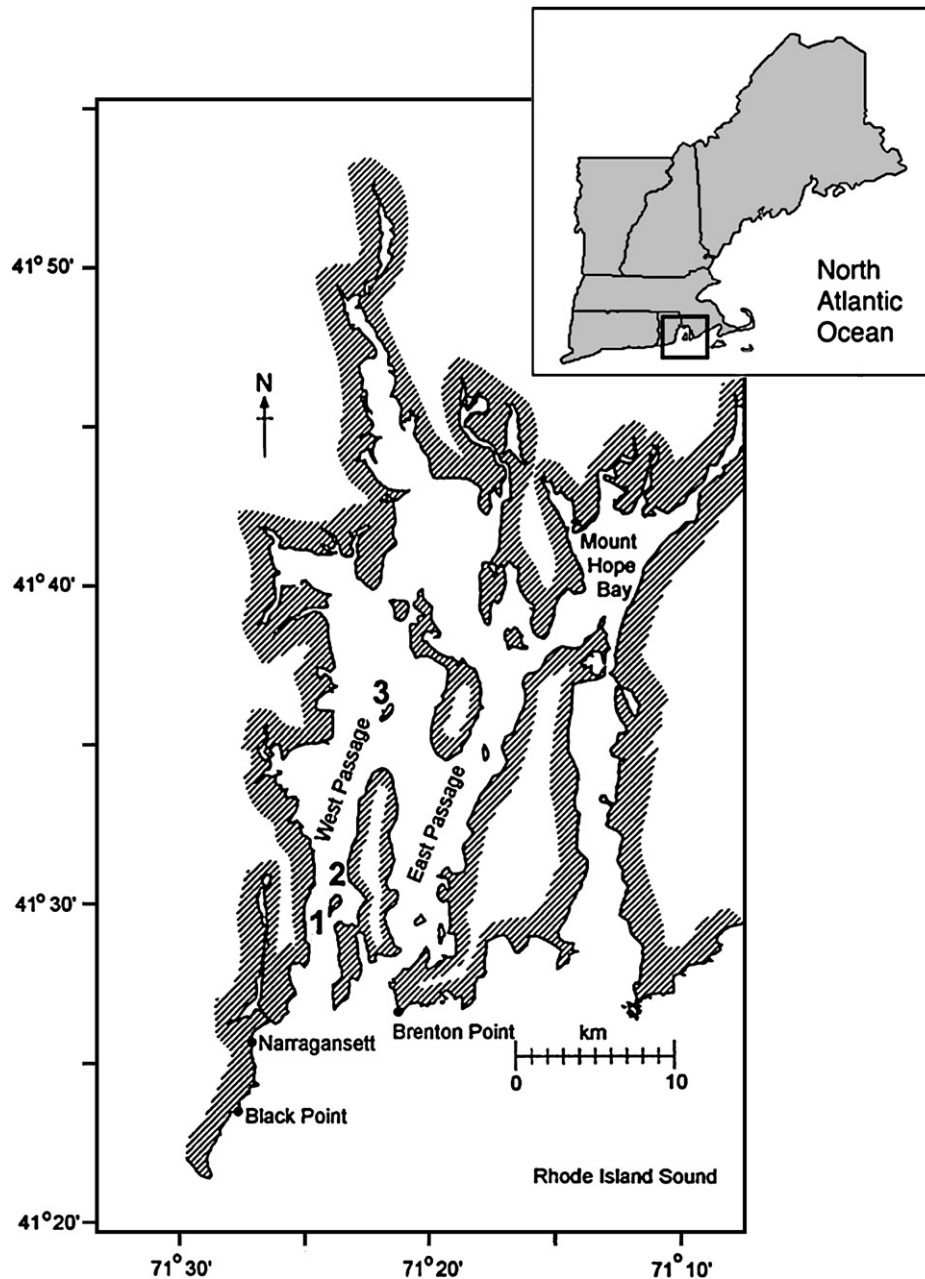 North
Atlantic
Ocean
41°50'
N
Mount
Hope
Bay
41°40'
3
West Passage
East Passage
2
1
41°30'
Brenton Point
km
0 10
Narragansett
Black Point
Rhode Island Sound
41°20'
71°30' 71°20' 71°10'